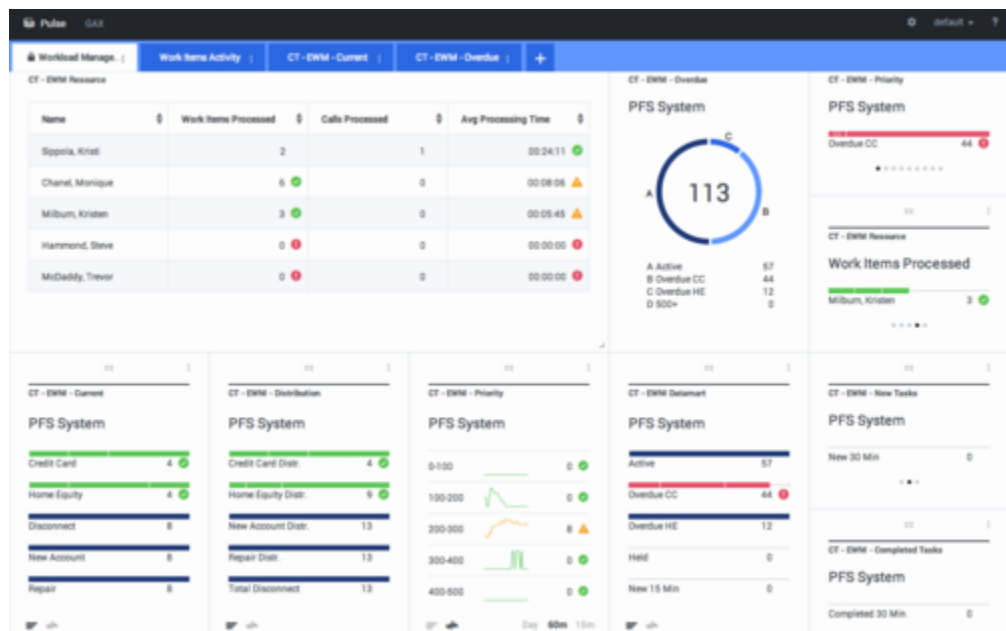 Pulse GAX default ?
Workload Manage. Work Items Activity CT - EWM - Current CT - EWM - Overdue +
CT - EWM Resource
Name Work Items Processed Calls Processed Avg Processing Time
Sippola, Kristi 2 1 00:24:11
Chanel, Monique 6 0 00:08:06
Milburn, Kristen 3 0 00:05:45
Hammond, Steve 0 0 00:00:00
McDaddy, Trevor 0 0 00:00:00
CT - EWM - Overdue
PFS System
C
A
113
B
A Active 57
B Overdue CC 44
C Overdue HE 12
D 500+ 0
CT - EWM - Priority
PFS System
Overdue CC 44
CT - EWM Resource
Work Items Processed
Milburn, Kristen 3
CT - EWM - Current
PFS System
Credit Card 4
Home Equity 4
Disconnect 8
New Account 8
Repair 8
CT - EWM - Distribution
PFS System
Credit Card Distr. 4
Home Equity Distr. 9
New Account Distr. 13
Repair Distr. 13
Total Disconnect 13
CT - EWM - Priority
PFS System
0-100 0
100-200 0
200-300 8
300-400 0
400-500 0
Day 60m 15m
CT - EWM Datamart
PFS System
Active 57
Overdue CC 44
Overdue HE 12
Held 0
New 15 Min 0
CT - EWM - New Tasks
PFS System
New 30 Min 0
CT - EWM - Completed Tasks
PFS System
Completed 30 Min 0